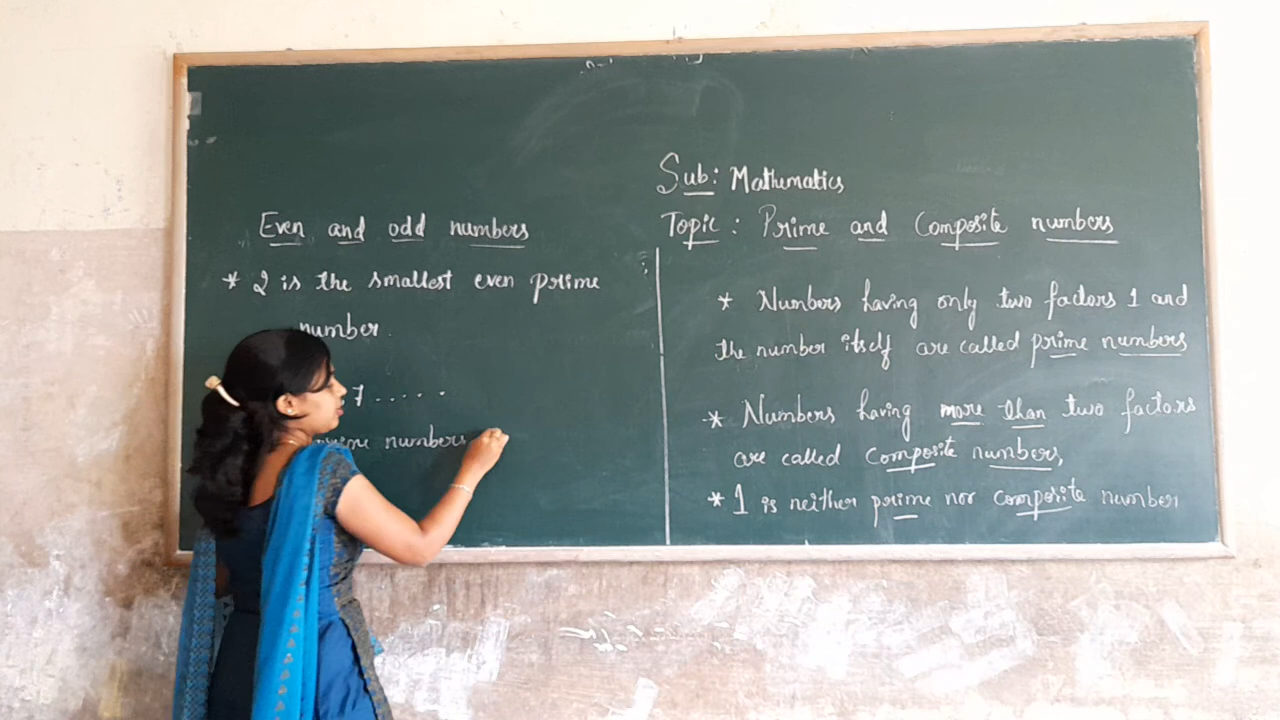 Sub: Mathematics
Topic: Prime and Composite numbers
Even and odd numbers
* 2 is the smallest even prime
number.
7 .....
prime numbers
* Numbers having only two factors 1 and
the number itself are called prime numbers
* Numbers having more than two factors
are called composite numbers,
* 1 is neither prime nor composite number